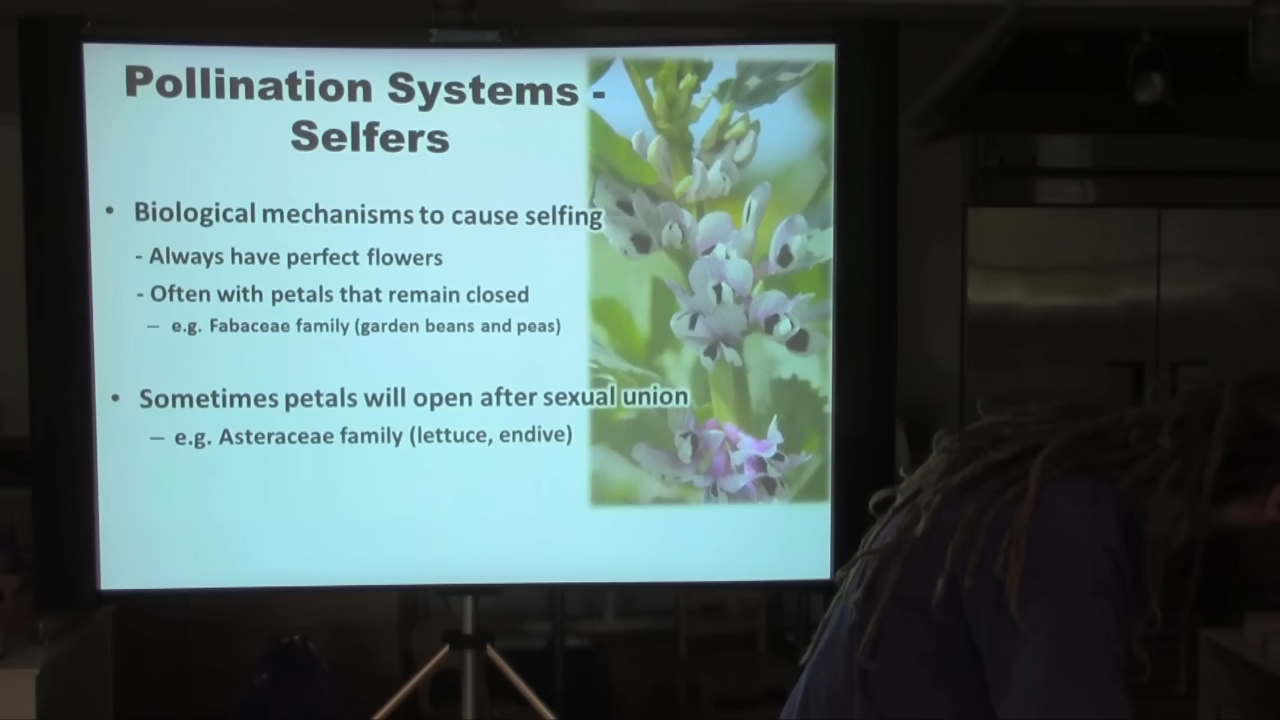 Pollination Systems -
Selfers
• Biological mechanisms to cause selfing
- Always have perfect flowers
- Often with petals that remain closed
– e.g. Fabaceae family (garden beans and peas)
• Sometimes petals will open after sexual union
– e.g. Asteraceae family (lettuce, endive)